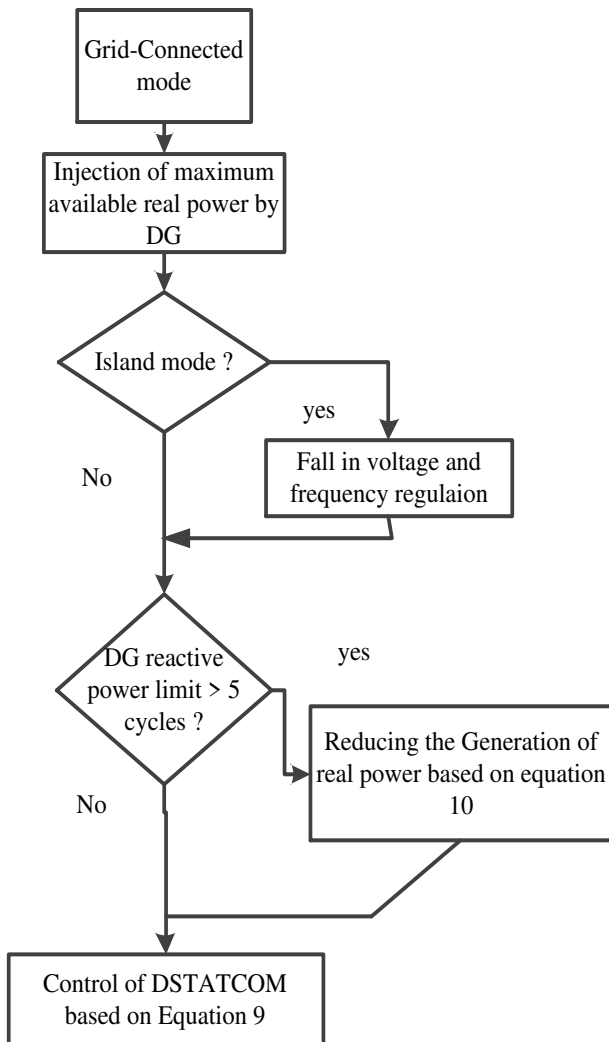 Grid-Connected
mode
Injection of maximum
available real power by
DG
Island mode ?
yes
Fall in voltage and
frequency regulaion
No
DG reactive
power limit > 5
cycles ?
yes
Reducing the Generation of
real power based on equation
10
No
Control of DSTATCOM
based on Equation 9